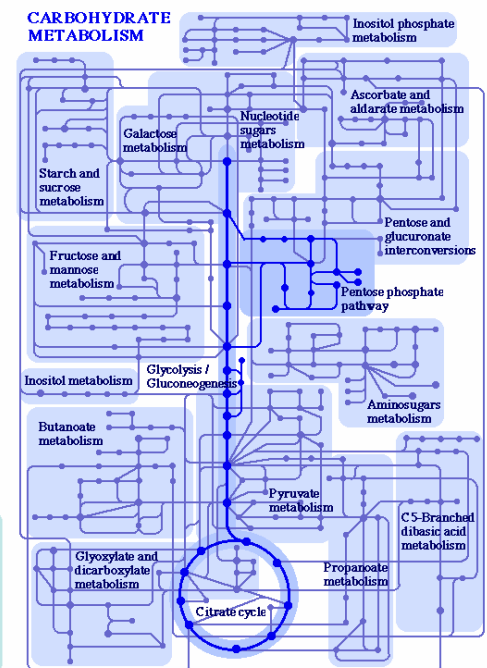 CARBOHYDRATE
METABOLISM
Inositol phosphate
metabolism
Ascorbate and
aldarate metabolism
Nucleotide
sugars
metabolism
Galactose
metabolism
Starch and
sucrose
metabolism
Pentose and
glucuronate
interconversions
Fructose and
mannose
metabolism
Pentose phosphate
pathway
Glycolysis /
Gluconeogenesis
Inositol metabolism
Aminosugars
metabolism
Butanoate
metabolism
Pyruvate
metabolism
C5-Branched
dibasic acid
metabolism
Glyoxylate and
dicarboxylate
metabolism
Propanoate
metabolism
Citrate cycle